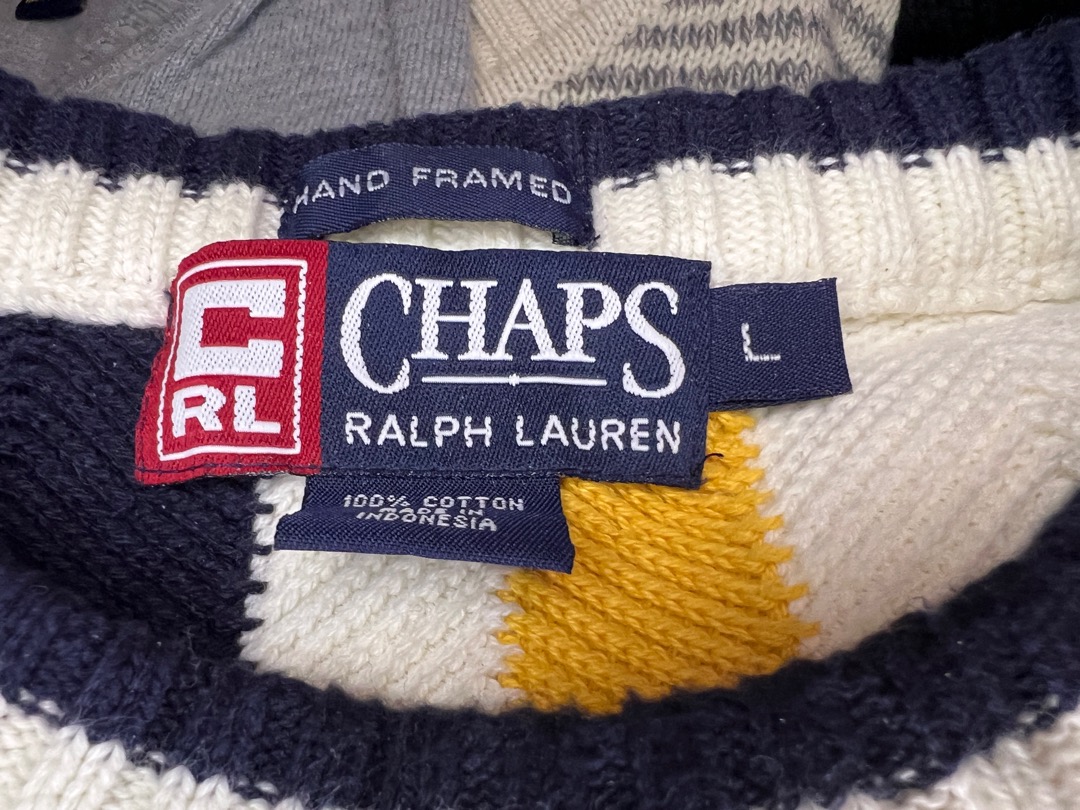 HAND FRAMED
C
RL
CHAPS
RALPH LAUREN
L
100% COTTON
MADE IN
INDONESIA